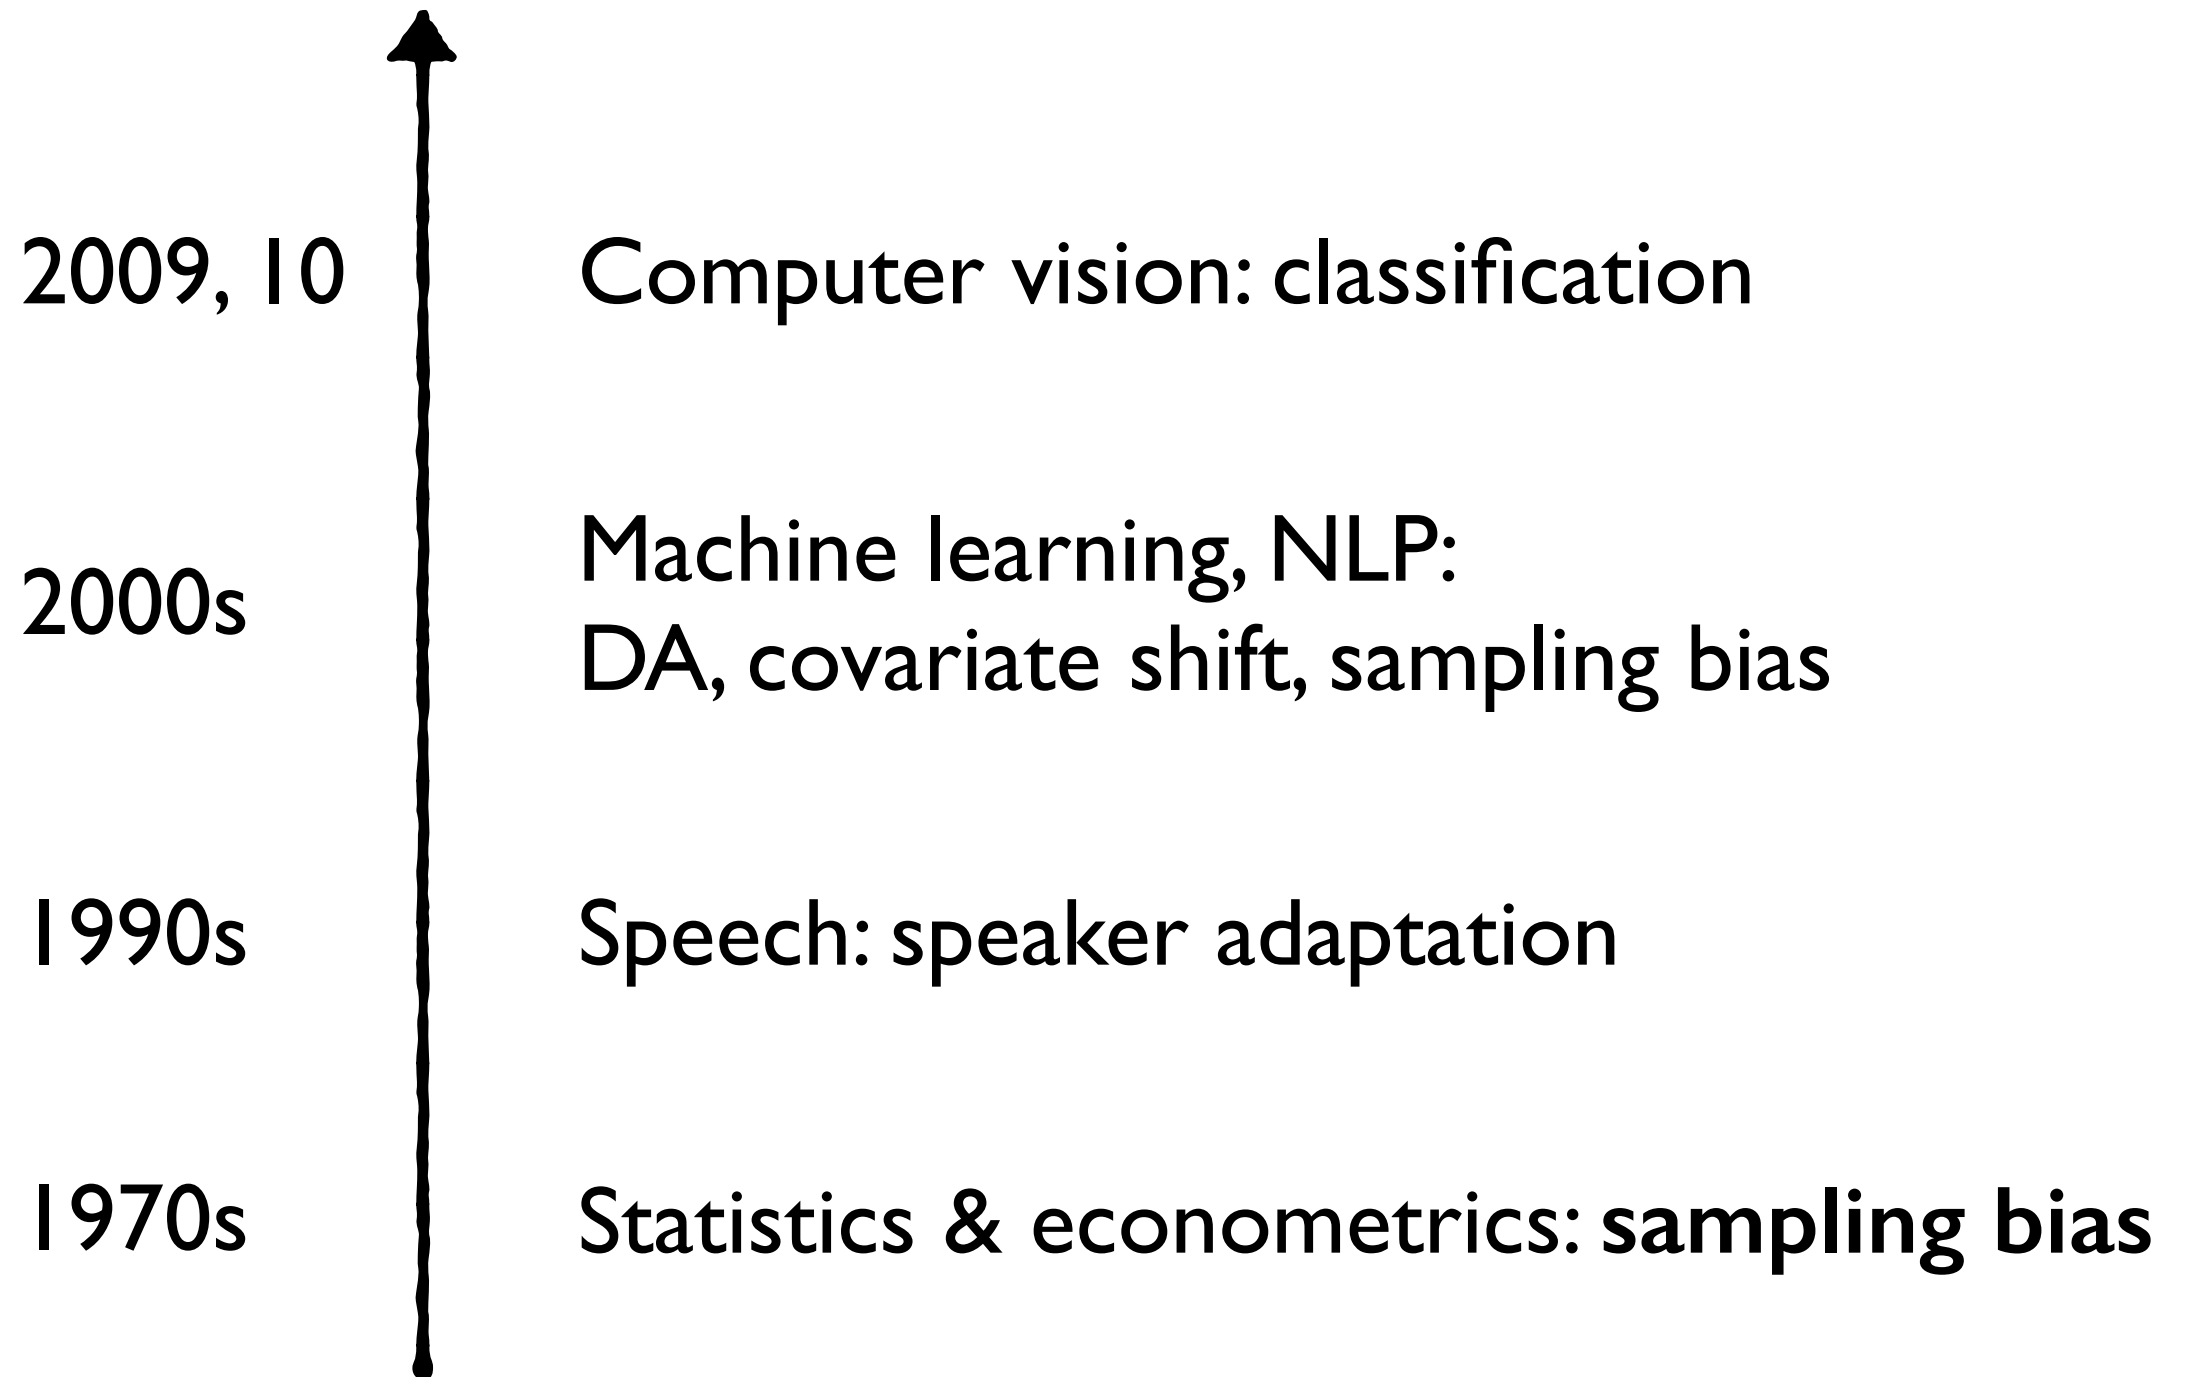 2009, 10 Computer vision: classification
Machine learning, NLP:
2000s
DA, covariate shift, sampling bias
1990s Speech: speaker adaptation
1970s Statistics & econometrics: sampling bias